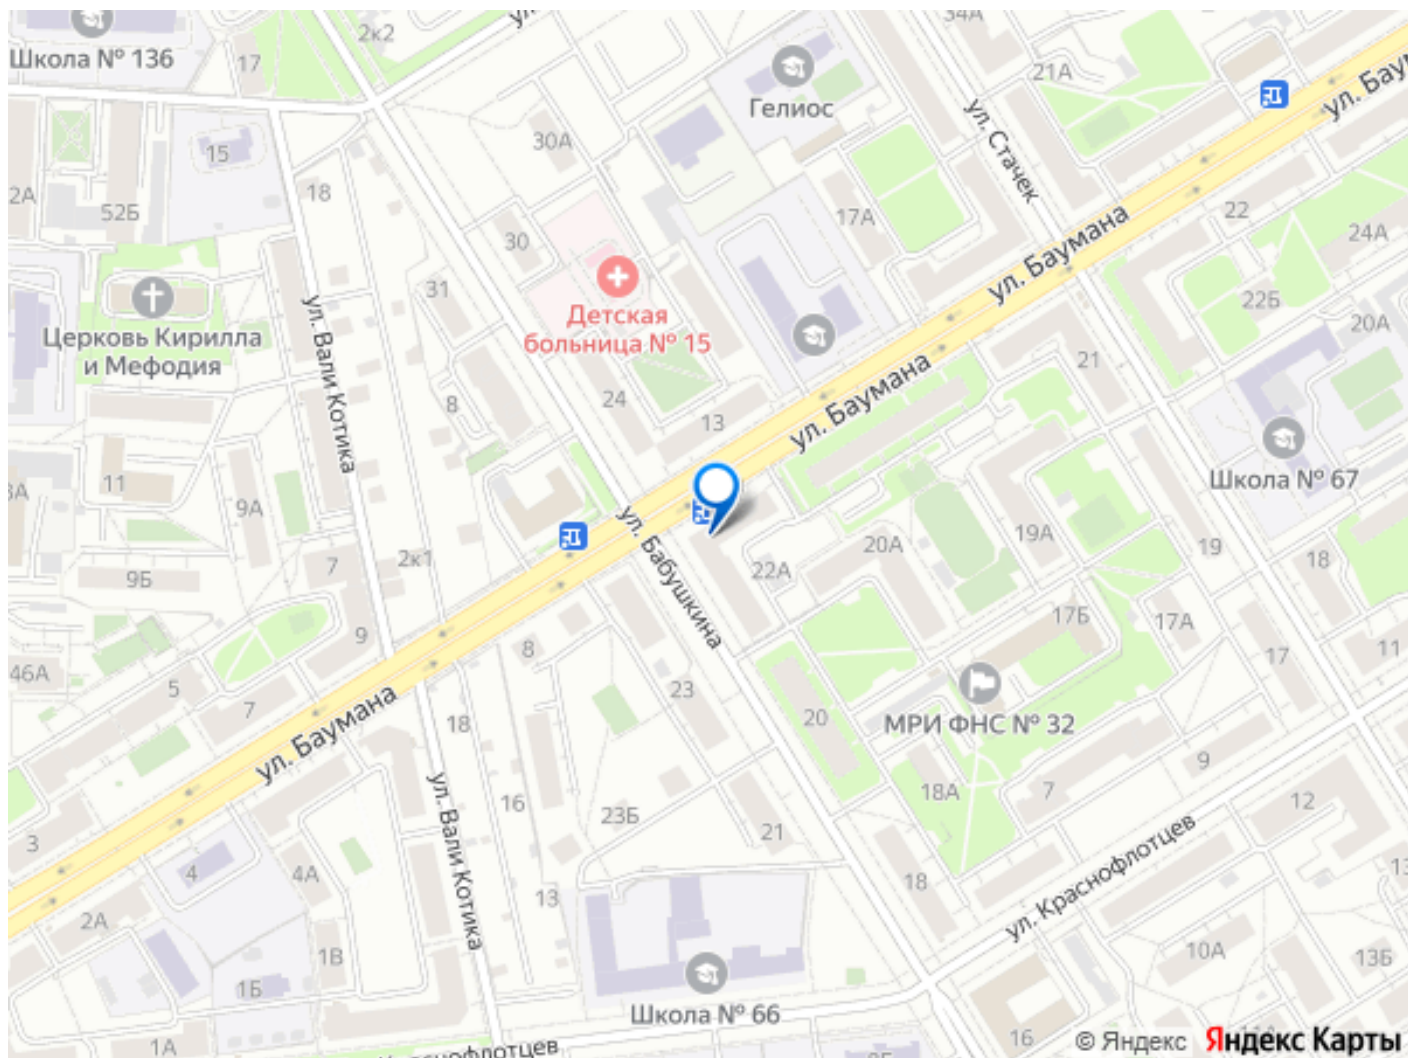 34А
ул.
2к2
Школа № 136
17
21А
ул. Баум
Гелиос
ул. Стачек
30А
15
18
2А
52Б
17А
22
24А
30
ул. Баумана
31
22Б
20А
Детская
больница № 15
Церковь Кирилла
и Мефодия
ул. Вали Котика
21
24
8
13
ул. Баумана
Школа № 67
11
3А
9А
ул. Бабушкина
19А
20А
19
18
2к1
7
9Б
22А
17Б
17А
9
8
11
17
46А
5
23
7
МРИ ФНС № 32
20
18
ул. Баумана
9
18А
7
12
16
23Б
21
ул. Вали Котика
3
ул. Краснофлотцев
4
4А
13
18
13
2А
1В
10А
13Б
1Б
Школа № 66
16
1А
Краснофлотцев
© Яндекс Яндекс Карты